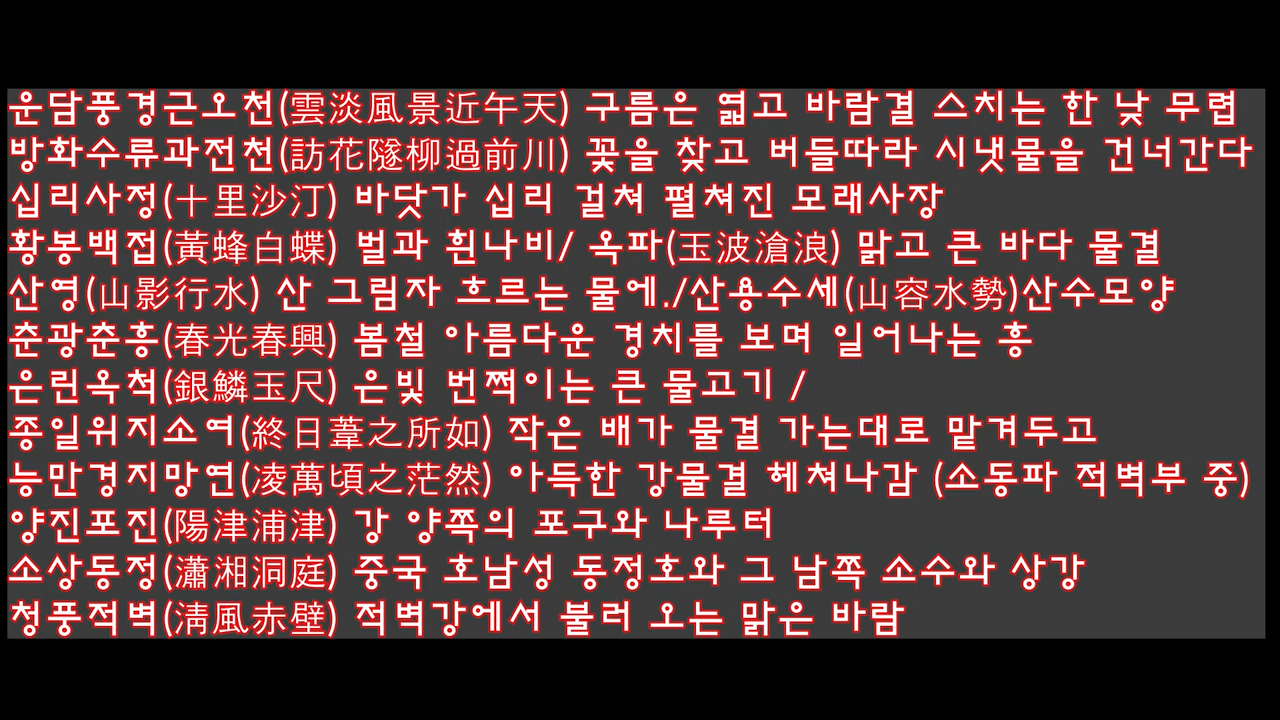 운담풍경근오천(雲淡風景近午天) 구름은 엷고 바람결 스치는 한 낮 무렵
방화수류과전천(訪花隧柳過前川) 꽃을 찾고 버들따라 시냇물을 건너간다
십리사정(十里沙汀) 바닷가 십리 걸쳐 펼쳐진 모래사장
황봉백접(黃蜂白蝶) 벌과 흰나비/ 옥파(玉波滄浪) 맑고 큰 바다 물결
산영(山影行水) 산 그림자 흐르는 물에./산용수세(山容水勢)산수모양
춘광춘흥(春光春興) 봄철 아름다운 경치를 보며 일어나는 흥
은린옥척(銀鱗玉尺) 은빛 번쩍이는 큰 물고기 /
종일위지소여(終日葦之所如) 작은 배가 물결 가는대로 맡겨두고
능만경지망연(凌萬頃之茫然) 아득한 강물결 헤쳐나감 (소동파 적벽부 중)
양진포진(陽津浦津) 강 양쪽의 포구와 나루터
소상동정(瀟湘洞庭) 중국 호남성 동정호와 그 남쪽 소수와 상강
청풍적벽(淸風赤壁) 적벽강에서 불러 오는 맑은 바람